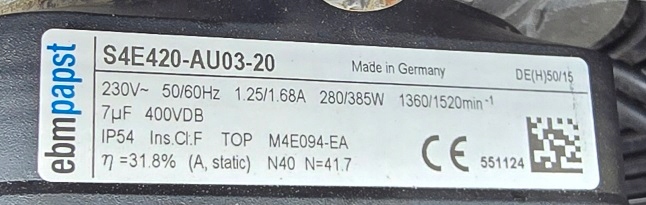 ebmpapst
S4E420-AU03-20 Made in Germany DE(H)50/15
230V~ 50/60Hz 1.25/1.68A 280/385W 1360/1520min⁻¹
7µF 400VDB
IP54 Ins.Cl.F TOP M4E094-EA
η =31.8% (A, static) N40 N=41.7 CE 551124